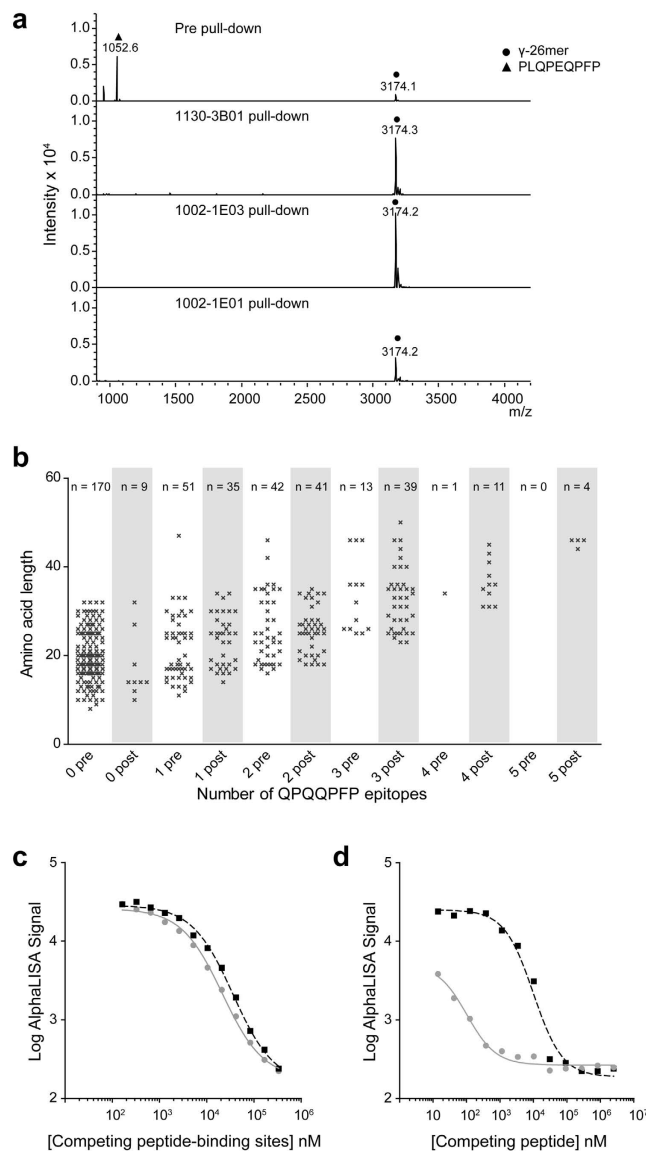 a
Pre pull-down
1052.6
3174.1
γ-26mer
PLQPEQPFP
1.0
0.5
0.0
1130-3B01 pull-down
3174.3
1.0
0.5
0.0
1002-1E03 pull-down
3174.2
1.0
0.5
0.0
1002-1E01 pull-down
3174.2
1.0
0.5
0.0
Intensity x 10⁴
1000 1500 2000 2500 3000 3500 4000
m/z
b
n = 170 n = 9 n = 51 n = 35 n = 42 n = 41 n = 13 n = 39 n = 1 n = 11 n = 0 n = 4
60
40
20
0
Amino acid length
0 pre 0 post 1 pre 1 post 2 pre 2 post 3 pre 3 post 4 pre 4 post 5 pre 5 post
Number of QPQQPFP epitopes
c
5
4
3
2
Log AlphaLISA Signal
10² 10³ 10⁴ 10⁵ 10⁶
[Competing peptide-binding sites] nM
d
5
4
3
2
Log AlphaLISA Signal
10¹ 10² 10³ 10⁴ 10⁵ 10⁶ 10⁷
[Competing peptide] nM